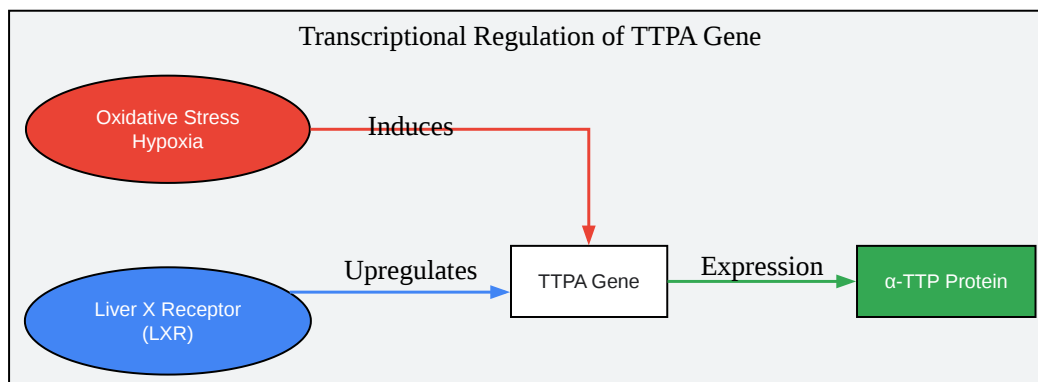 Transcriptional Regulation of TTPA Gene
Oxidative Stress
Hypoxia
Induces
Liver X Receptor
(LXR)
Upregulates
TTPA Gene
Expression
α-TTP Protein